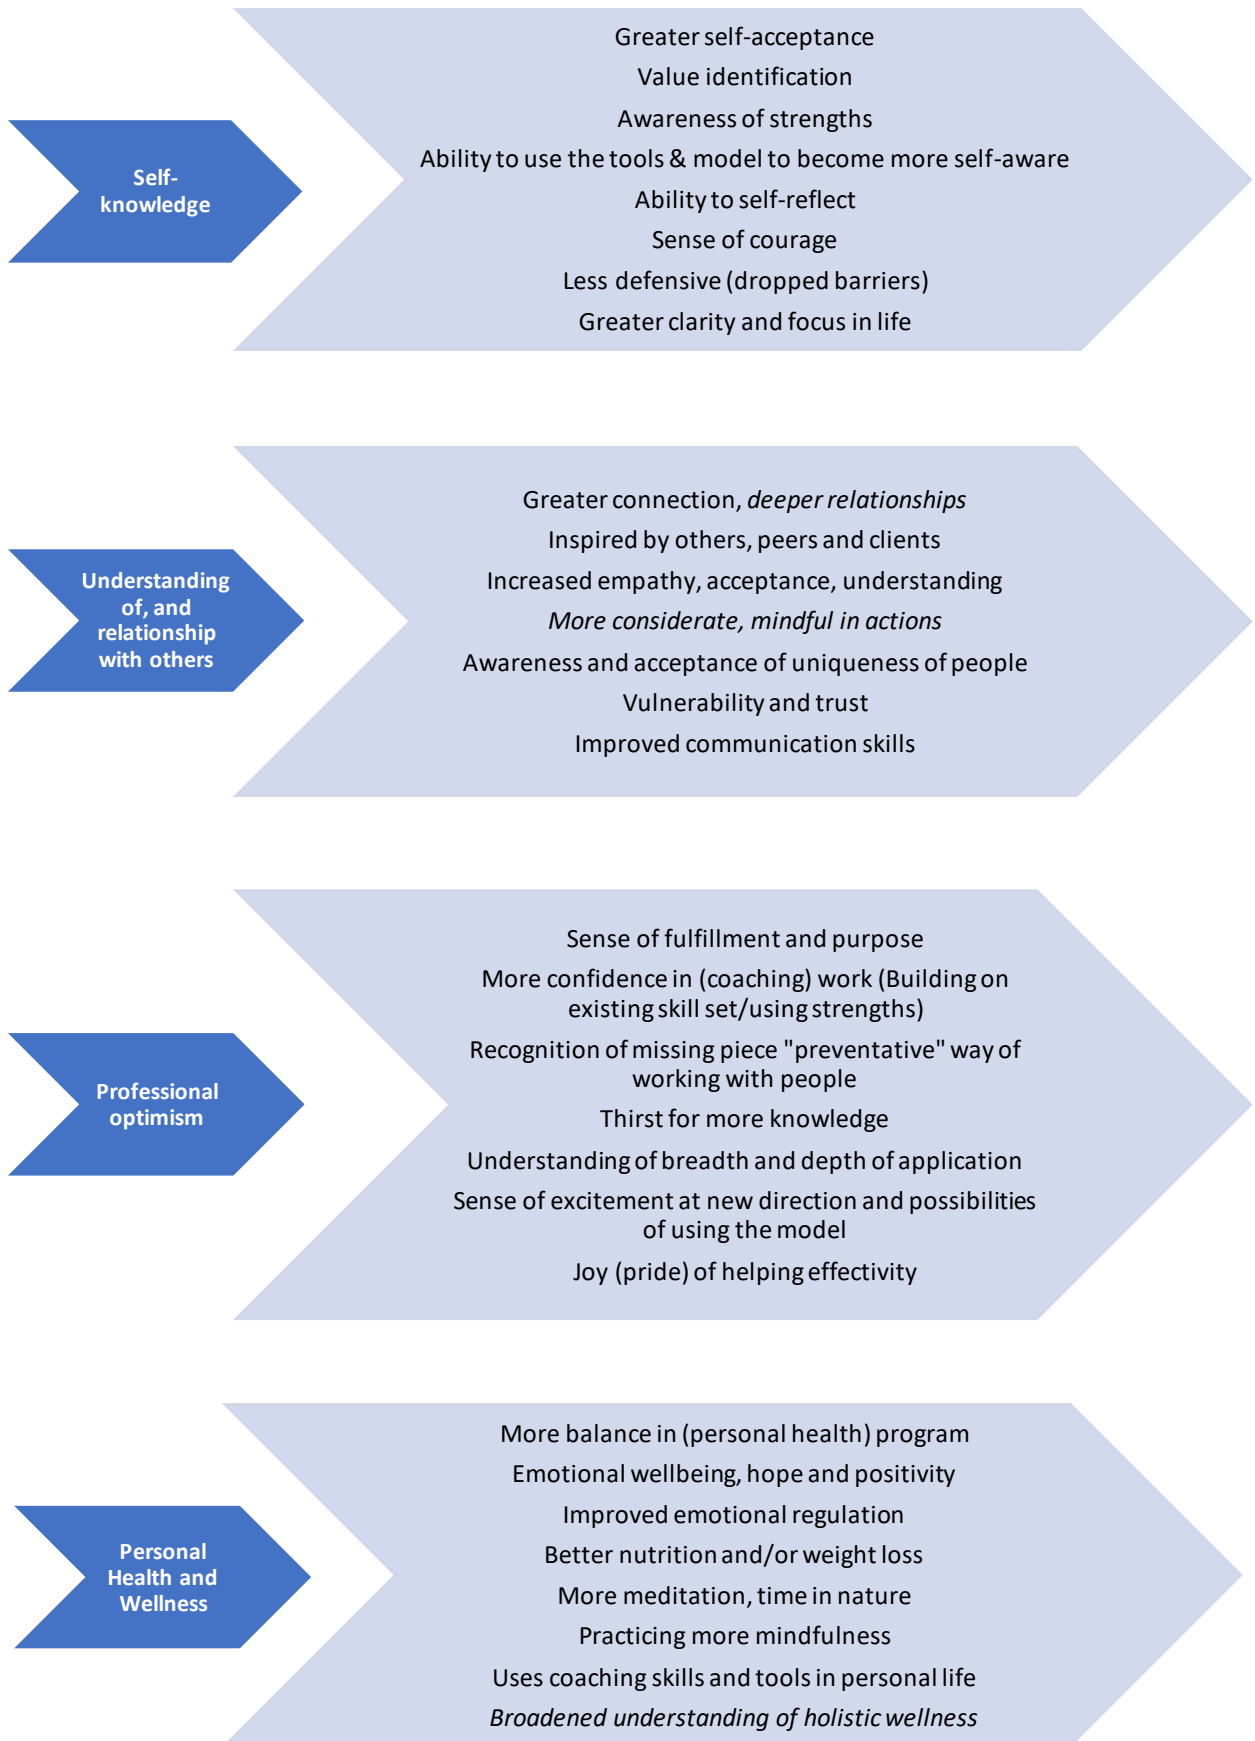 Self-
knowledge
Greater self-acceptance
Value identification
Awareness of strengths
Ability to use the tools & model to become more self-aware
Ability to self-reflect
Sense of courage
Less defensive (dropped barriers)
Greater clarity and focus in life
Understanding
of, and
relationship
with others
Greater connection, deeper relationships
Inspired by others, peers and clients
Increased empathy, acceptance, understanding
More considerate, mindful in actions
Awareness and acceptance of uniqueness of people
Vulnerability and trust
Improved communication skills
Professional
optimism
Sense of fulfillment and purpose
More confidence in (coaching) work (Building on
existing skill set/using strengths)
Recognition of missing piece "preventative" way of
working with people
Thirst for more knowledge
Understanding of breadth and depth of application
Sense of excitement at new direction and possibilities
of using the model
Joy (pride) of helping effectivity
Personal
Health and
Wellness
More balance in (personal health) program
Emotional wellbeing, hope and positivity
Improved emotional regulation
Better nutrition and/or weight loss
More meditation, time in nature
Practicing more mindfulness
Uses coaching skills and tools in personal life
Broadened understanding of holistic wellness